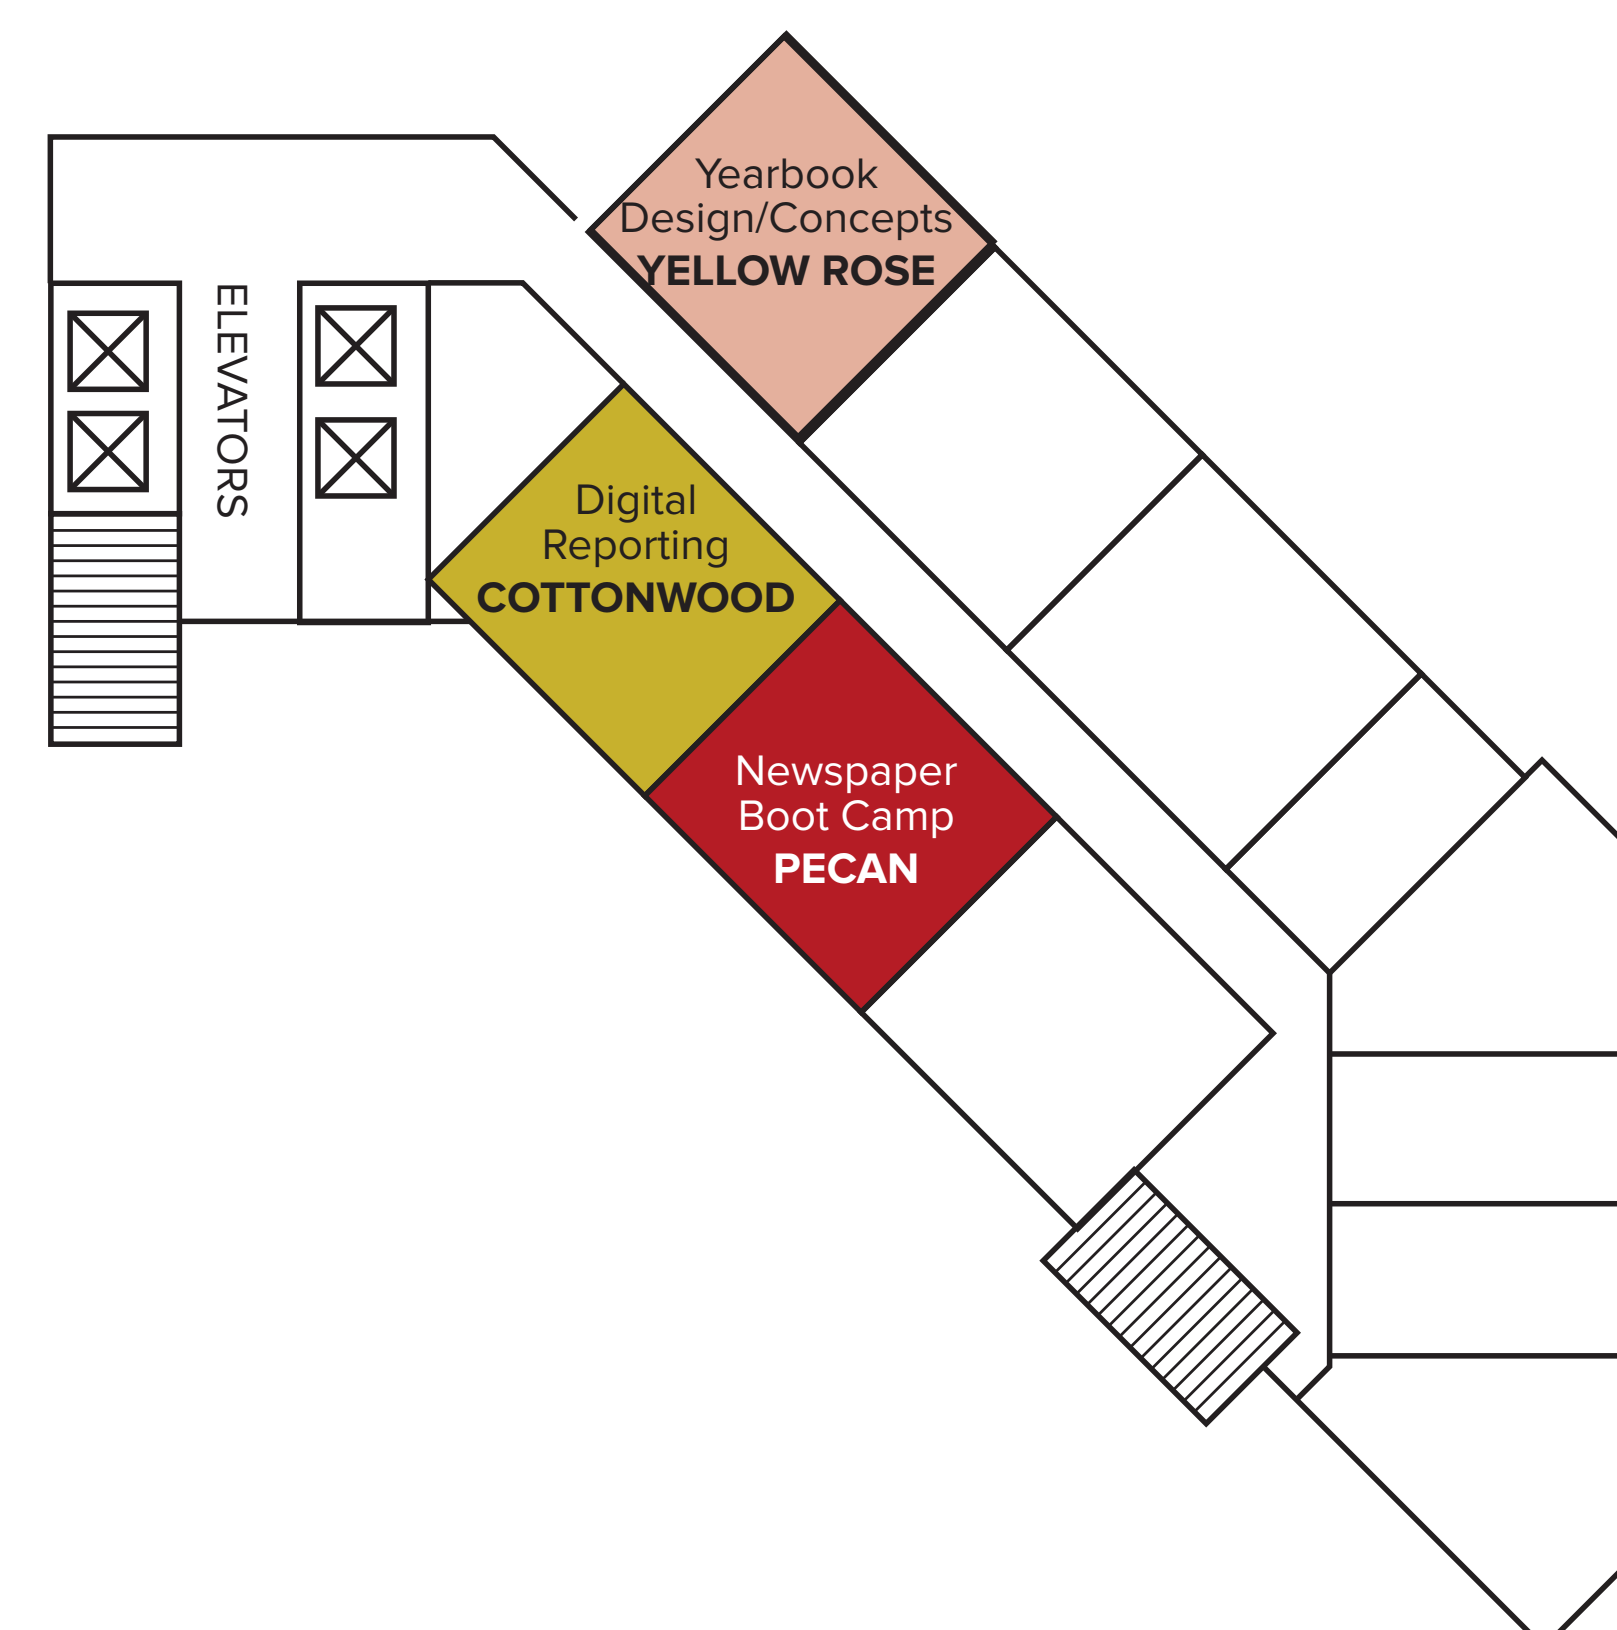 Yearbook
Design/Concepts
YELLOW ROSE
ELEVATORS
Digital
Reporting
COTTONWOOD
Newspaper
Boot Camp
PECAN